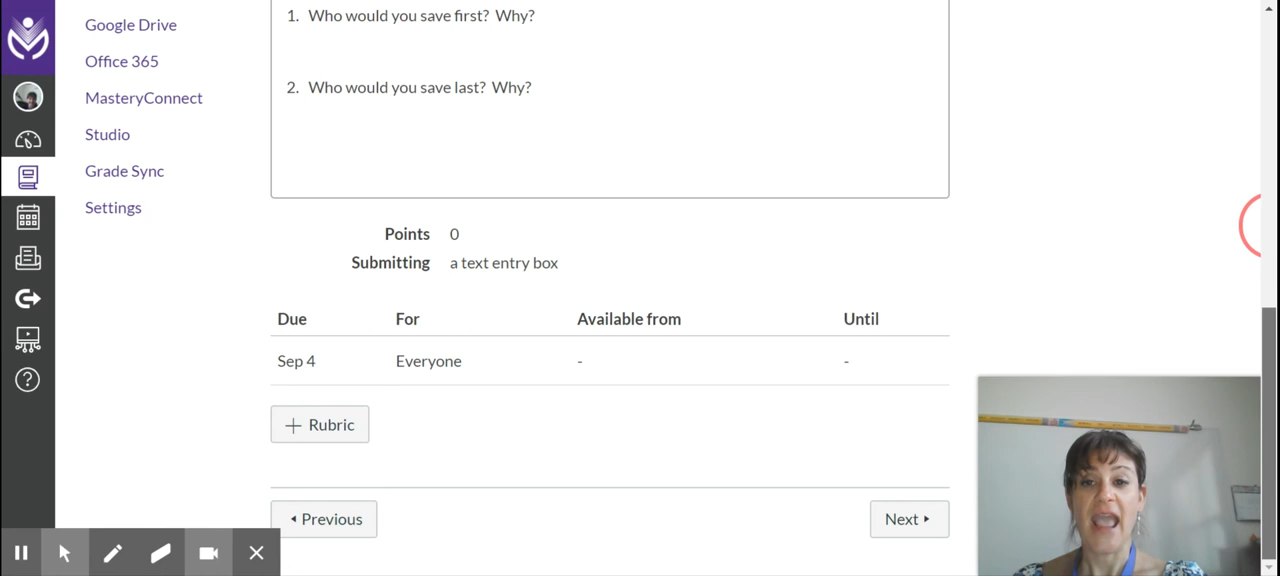 Google Drive
Office 365
MasteryConnect
Studio
Grade Sync
Settings
1. Who would you save first? Why?
2. Who would you save last? Why?
Points 0
Submitting a text entry box
Due For Available from Until
Sep 4 Everyone - -
+ Rubric
Previous
Next